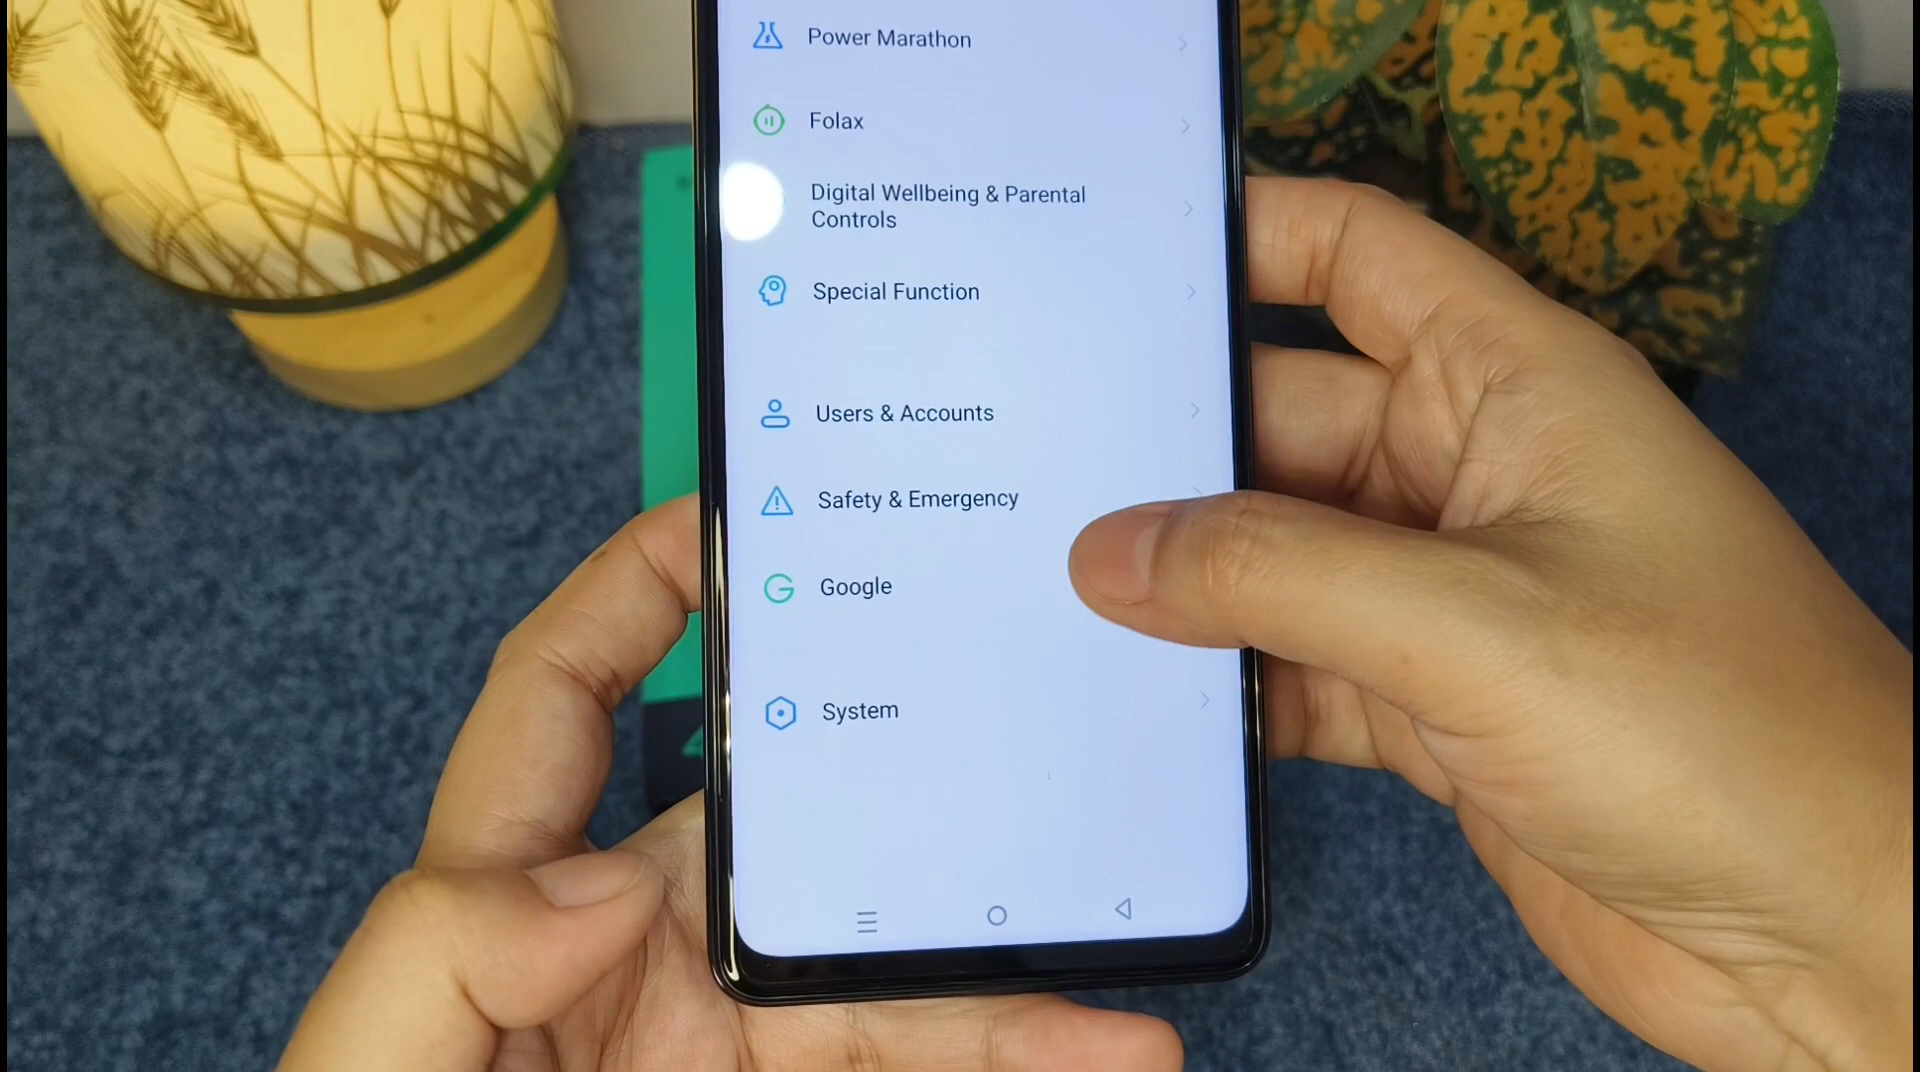 Power Marathon
Folax
Digital Wellbeing & Parental
Controls
Special Function
Users & Accounts
Safety & Emergency
Google
System